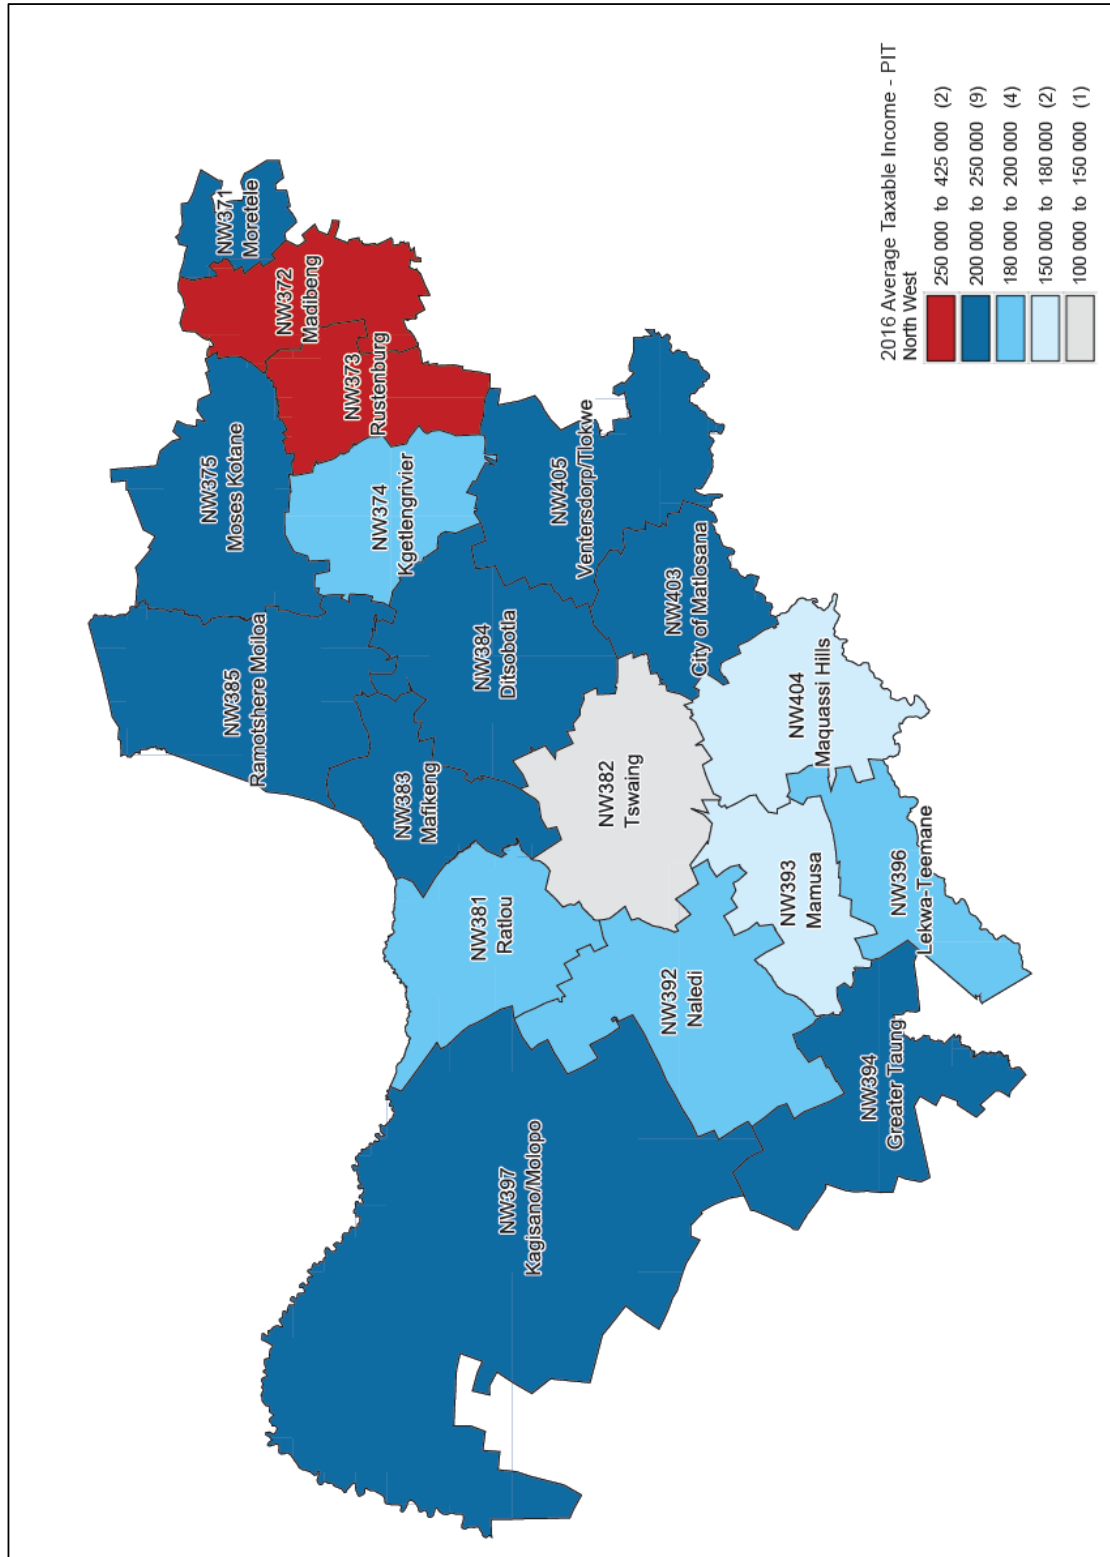 NW371
Moretele
NW372
Madibeng
NW373
Rustenburg
NW375
Moses Kotane
NW374
Kgetlengrivier
NW405
Ventersdorp/Tlokwe
NW403
City of Matlosana
NW385
Ramotshere Moiloa
NW384
Ditsobotla
NW383
Mafikeng
NW404
Maquassi Hills
NW382
Tswaing
NW381
Ratlou
NW393
Mamusa
NW396
Lekwa-Teemane
NW392
Naledi
NW394
Greater Taung
NW397
Kagisano/Molopo
2016 Average Taxable Income - PIT
North West
250 000 to 425 000 (2)
200 000 to 250 000 (9)
180 000 to 200 000 (4)
150 000 to 180 000 (2)
100 000 to 150 000 (1)